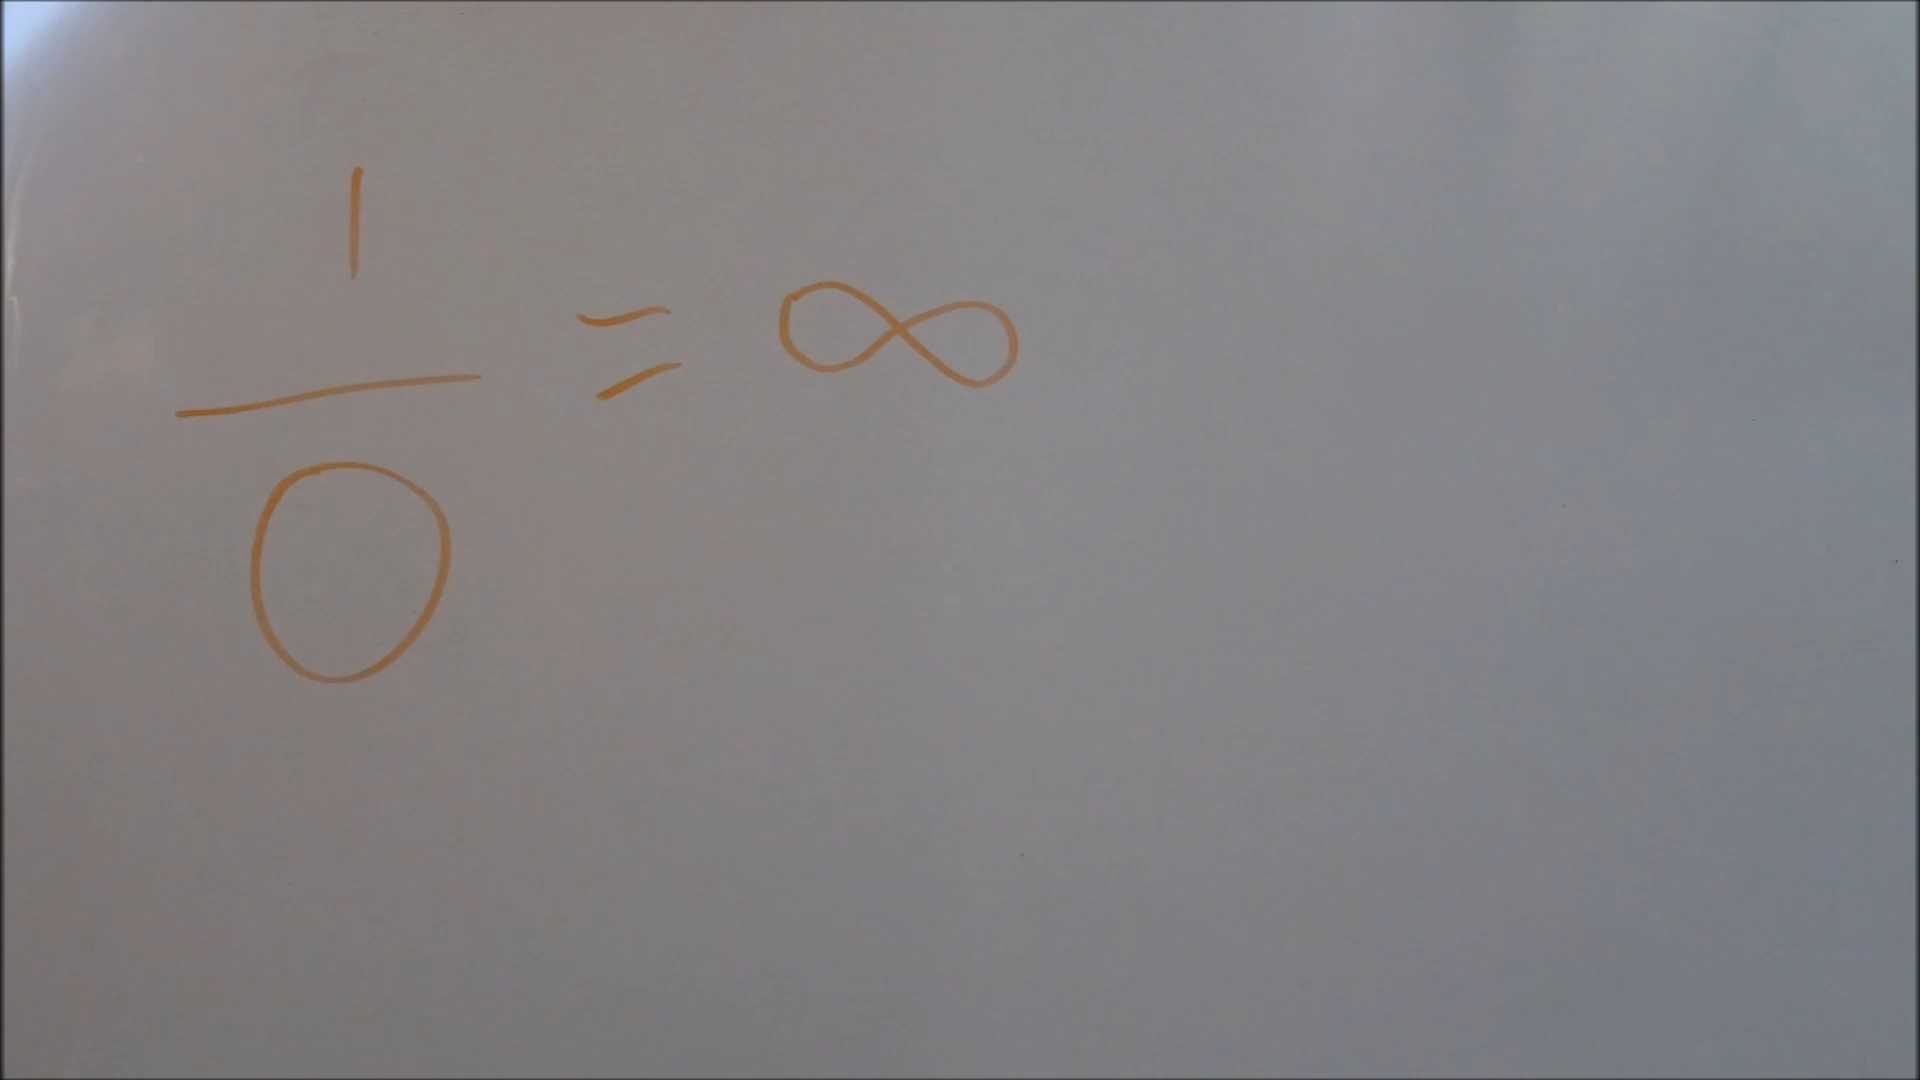 1/0 = ∞